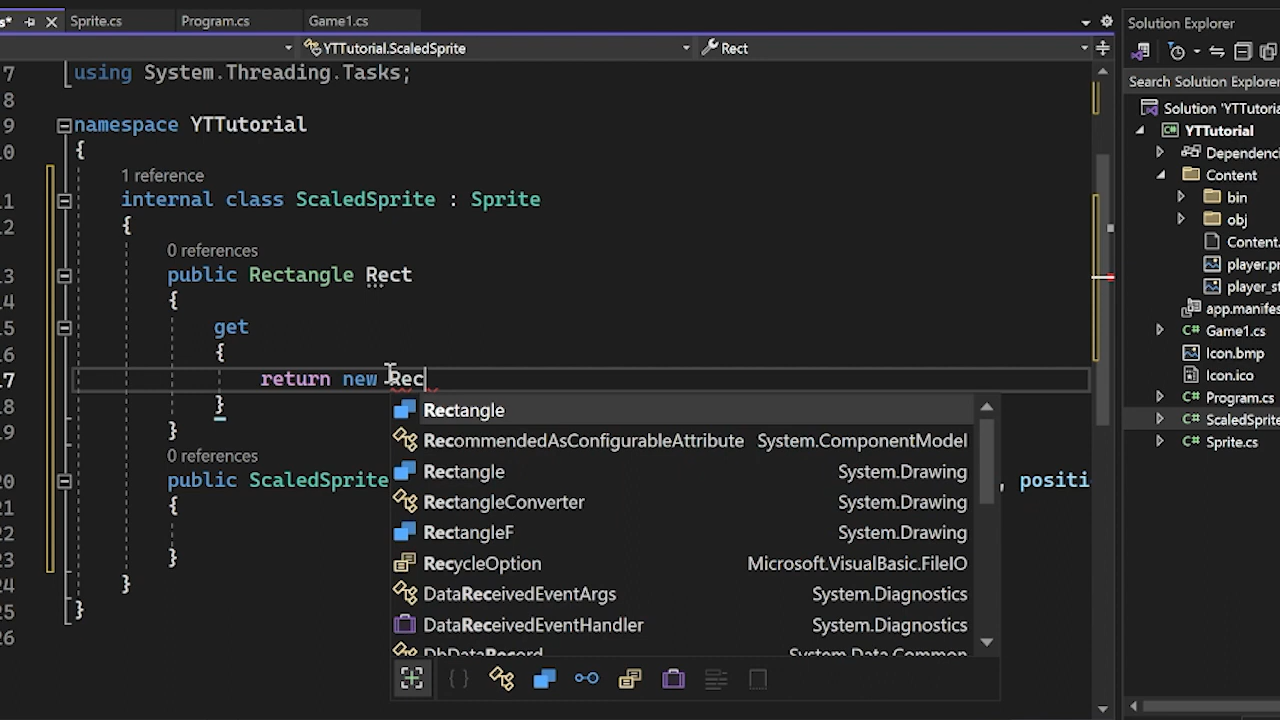 s* Sprite.cs Program.cs Game1.cs
YTTutorial.ScaledSprite Rect
7 using System.Threading.Tasks;
8
9 namespace YTTutorial
10 {
1 reference
11 internal class ScaledSprite : Sprite
12 {
0 references
13 public Rectangle Rect
14 {
15 get
16 {
17 return new Rec
18 }
19 }
0 references
20 public ScaledSprite , positi
21 {
22
23 }
24 }
25 }
26
Rectangle
RecommendedAsConfigurableAttribute System.ComponentModel
Rectangle System.Drawing
RectangleConverter System.Drawing
RectangleF System.Drawing
RecycleOption Microsoft.VisualBasic.FileIO
DataReceivedEventArgs System.Diagnostics
DataReceivedEventHandler System.Diagnostics
DbDataRecord System.Data.Common
Solution Explorer
Search Solution Explorer
Solution 'YTTutoria
YTTutorial
Dependenci
Content
bin
obj
Content.
player.pr
player_st
app.manifes
Game1.cs
Icon.bmp
Icon.ico
Program.cs
ScaledSprite
Sprite.cs